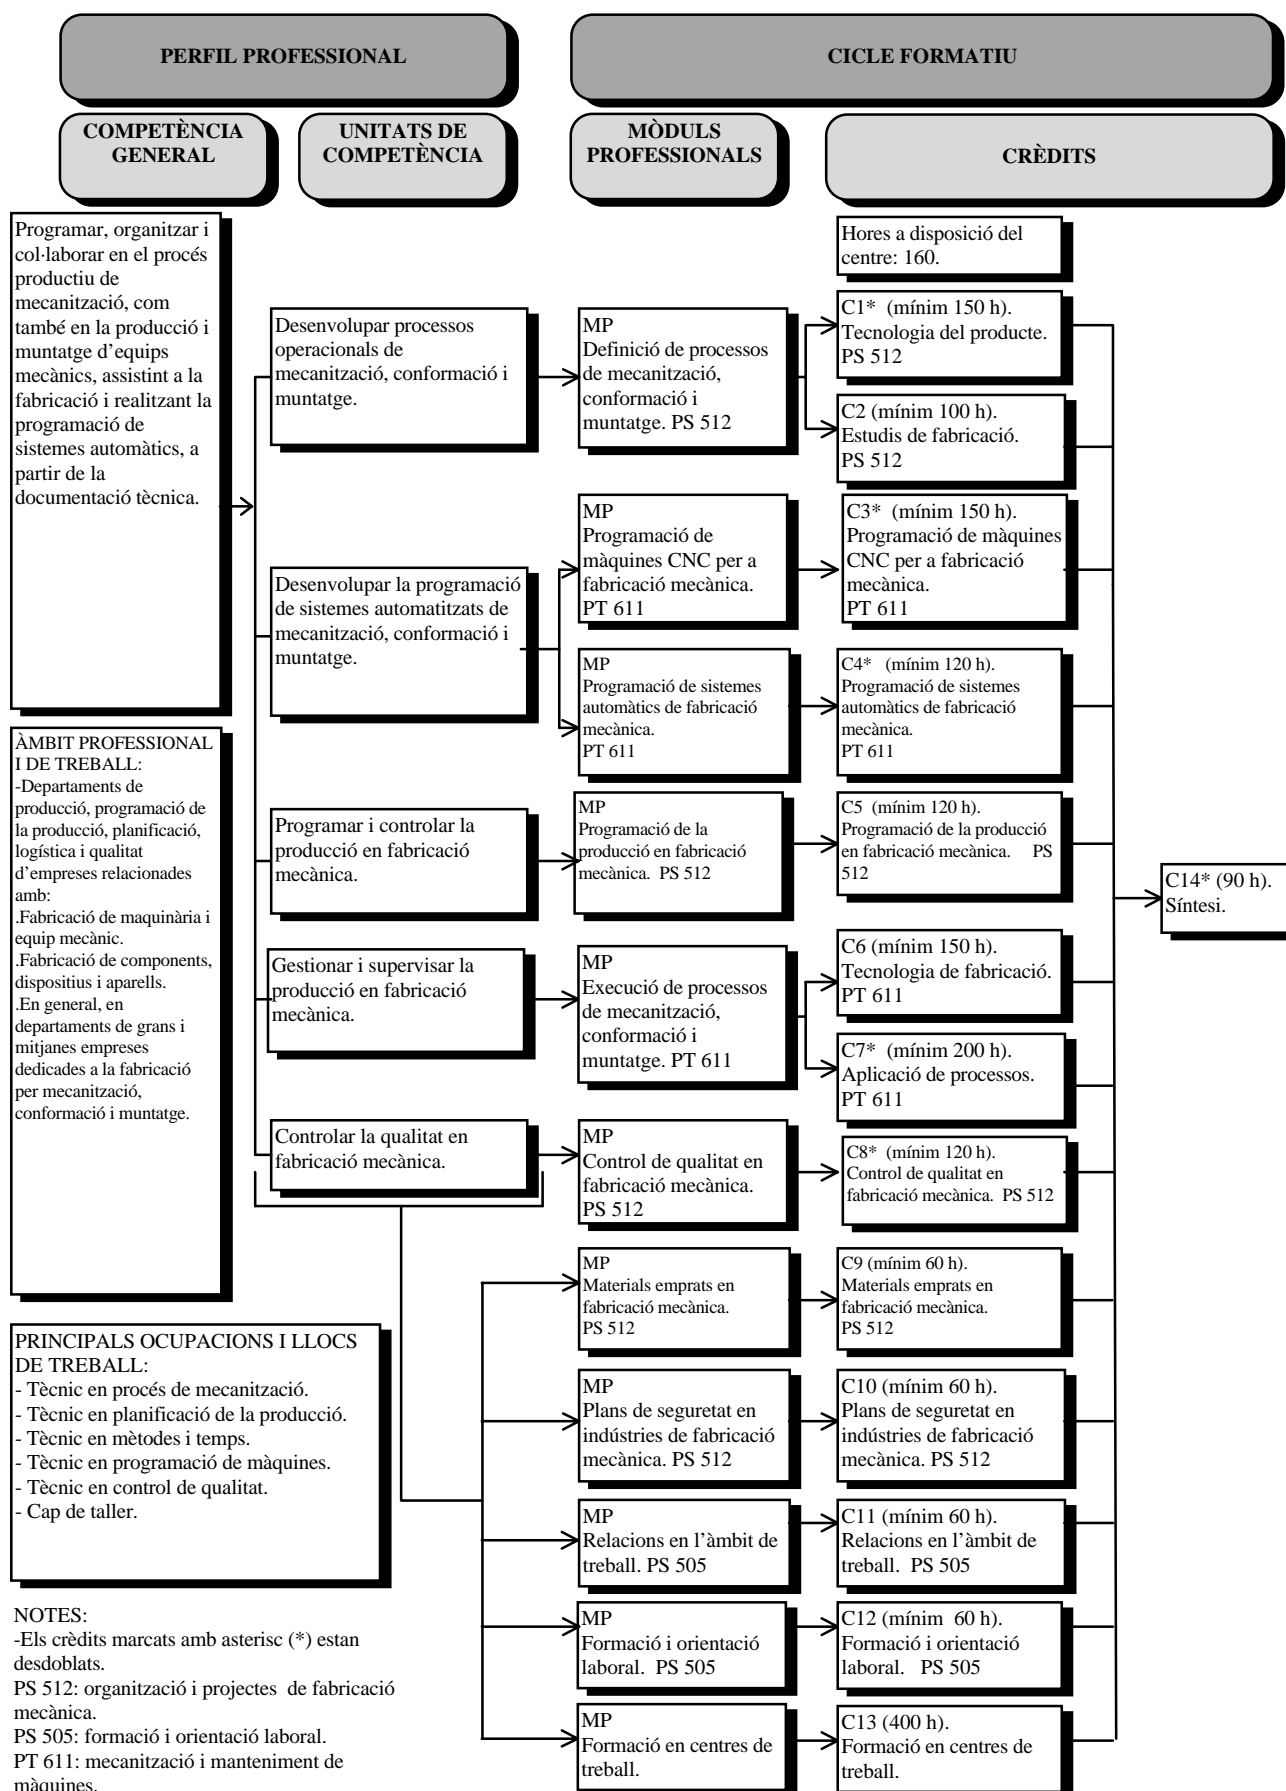 PERFIL PROFESSIONAL
CICLE FORMATIU
COMPETÈNCIA
GENERAL
UNITATS DE
COMPETÈNCIA
MÒDULS
PROFESSIONALS
CRÈDITS
Programar, organitzar i
col·laborar en el procés
productiu de
mecanització, com
també en la producció i
muntatge d’equips
mecànics, assistint a la
fabricació i realitzant la
programació de
sistemes automàtics, a
partir de la
documentació tècnica.
ÀMBIT PROFESSIONAL
I DE TREBALL:
-Departaments de
producció, programació de
la producció, planificació,
logística i qualitat
d’empreses relacionades
amb:
.Fabricació de maquinària i
equip mecànic.
.Fabricació de components,
dispositius i aparells.
.En general, en
departaments de grans i
mitjanes empreses
dedicades a la fabricació
per mecanització,
conformació i muntatge.
PRINCIPALS OCUPACIONS I LLOCS
DE TREBALL:
- Tècnic en procés de mecanització.
- Tècnic en planificació de la producció.
- Tècnic en mètodes i temps.
- Tècnic en programació de màquines.
- Tècnic en control de qualitat.
- Cap de taller.
NOTES:
-Els crèdits marcats amb asterisc (*) estan
desdoblats.
PS 512: organització i projectes de fabricació
mecànica.
PS 505: formació i orientació laboral.
PT 611: mecanització i manteniment de
màquines.
Desenvolupar processos
operacionals de
mecanització, conformació i
muntatge.
Desenvolupar la programació
de sistemes automatitzats de
mecanització, conformació i
muntatge.
Programar i controlar la
producció en fabricació
mecànica.
Gestionar i supervisar la
producció en fabricació
mecànica.
Controlar la qualitat en
fabricació mecànica.
MP
Definició de processos
de mecanització,
conformació i
muntatge. PS 512
MP
Programació de
màquines CNC per a
fabricació mecànica.
PT 611
MP
Programació de sistemes
automàtics de fabricació
mecànica.
PT 611
MP
Programació de la
producció en fabricació
mecànica. PS 512
MP
Execució de processos
de mecanització,
conformació i
muntatge. PT 611
MP
Control de qualitat en
fabricació mecànica.
PS 512
MP
Materials emprats en
fabricació mecànica.
PS 512
MP
Plans de seguretat en
indústries de fabricació
mecànica. PS 512
MP
Relacions en l’àmbit de
treball. PS 505
MP
Formació i orientació
laboral. PS 505
MP
Formació en centres de
treball.
Hores a disposició del
centre: 160.
C1* (mínim 150 h).
Tecnologia del producte.
PS 512
C2 (mínim 100 h).
Estudis de fabricació.
PS 512
C3* (mínim 150 h).
Programació de màquines
CNC per a fabricació
mecànica.
PT 611
C4* (mínim 120 h).
Programació de sistemes
automàtics de fabricació
mecànica.
PT 611
C5 (mínim 120 h).
Programació de la producció
en fabricació mecànica. PS
512
C6 (mínim 150 h).
Tecnologia de fabricació.
PT 611
C7* (mínim 200 h).
Aplicació de processos.
PT 611
C8* (mínim 120 h).
Control de qualitat en
fabricació mecànica. PS 512
C9 (mínim 60 h).
Materials emprats en
fabricació mecànica.
PS 512
C10 (mínim 60 h).
Plans de seguretat en
indústries de fabricació
mecànica. PS 512
C11 (mínim 60 h).
Relacions en l’àmbit de
treball. PS 505
C12 (mínim 60 h).
Formació i orientació
laboral. PS 505
C13 (400 h).
Formació en centres de
treball.
C14* (90 h).
Síntesi.